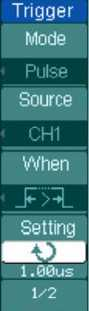 Trigger
Mode
Pulse
Source
CH1
When
Setting
1.00us
1/2